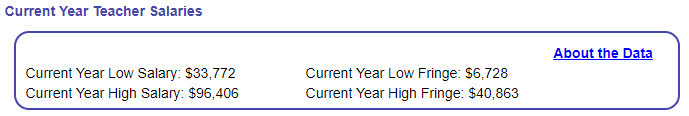 Current Year Teacher Salaries
About the Data
Current Year Low Salary: $33,772 Current Year Low Fringe: $6,728
Current Year High Salary: $96,406 Current Year High Fringe: $40,863